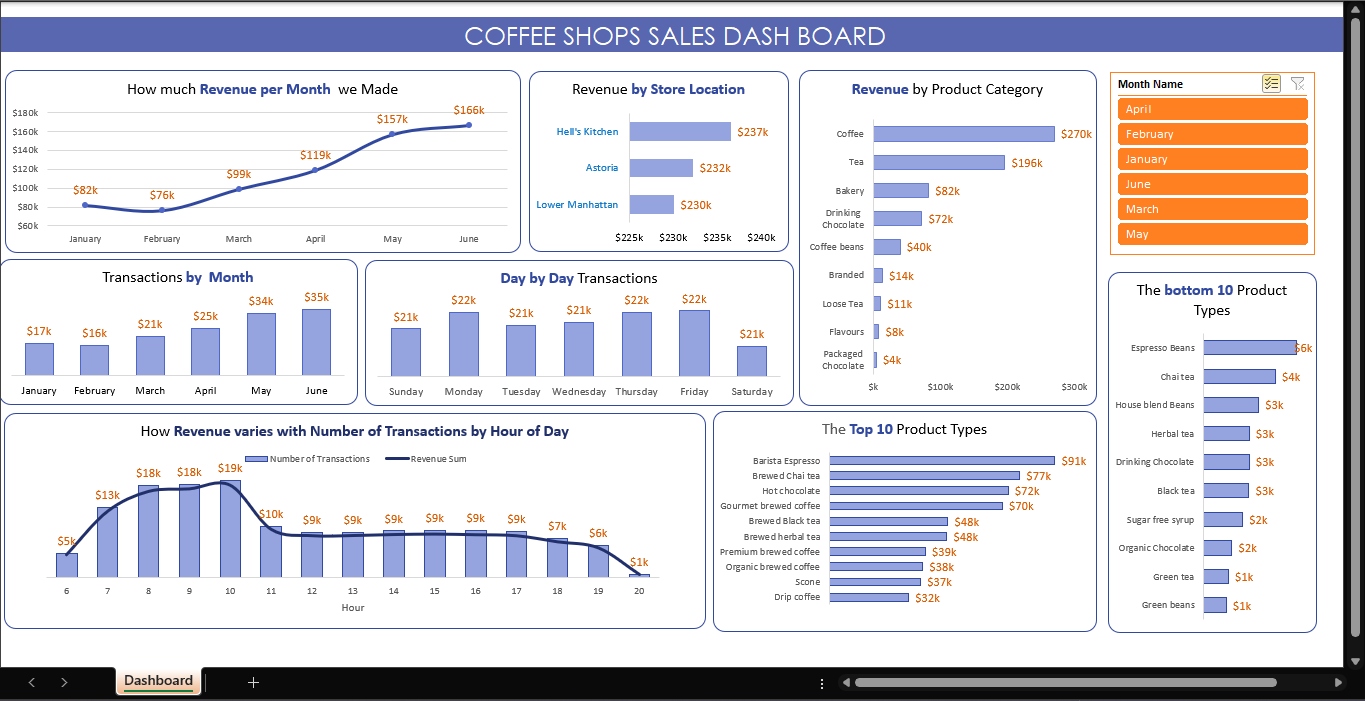 COFFEE SHOPS SALES DASH BOARD
How much Revenue per Month we Made
$180k
$160k
$140k
$120k
$100k
$80k
$60k
$82k
$76k
$99k
$119k
$157k
$166k
January February March April May June
Revenue by Store Location
Hell's Kitchen $237k
Astoria $232k
Lower Manhattan $230k
$225k $230k $235k $240k
Revenue by Product Category
Coffee $270k
Tea $196k
Bakery $82k
Drinking
Chocolate $72k
Coffee beans $40k
Branded $14k
Loose Tea $11k
Flavours $8k
Packaged
Chocolate $4k
$k $100k $200k $300k
Month Name
April
February
January
June
March
May
Transactions by Month
$17k $16k $21k $25k $34k $35k
January February March April May June
Day by Day Transactions
$21k $22k $21k $21k $22k $22k $21k
Sunday Monday Tuesday Wednesday Thursday Friday Saturday
The bottom 10 Product
Types
Espresso Beans $6k
Chai tea $4k
House blend Beans $3k
Herbal tea $3k
Drinking Chocolate $3k
Black tea $3k
Sugar free syrup $2k
Organic Chocolate $2k
Green tea $1k
Green beans $1k
How Revenue varies with Number of Transactions by Hour of Day
Number of Transactions Revenue Sum
$5k $13k $18k $18k $19k $10k $9k $9k $9k $9k $9k $9k $7k $6k $1k
6 7 8 9 10 11 12 13 14 15 16 17 18 19 20
Hour
The Top 10 Product Types
Barista Espresso $91k
Brewed Chai tea $77k
Hot chocolate $72k
Gourmet brewed coffee $70k
Brewed Black tea $48k
Brewed herbal tea $48k
Premium brewed coffee $39k
Organic brewed coffee $38k
Scone $37k
Drip coffee $32k
Dashboard